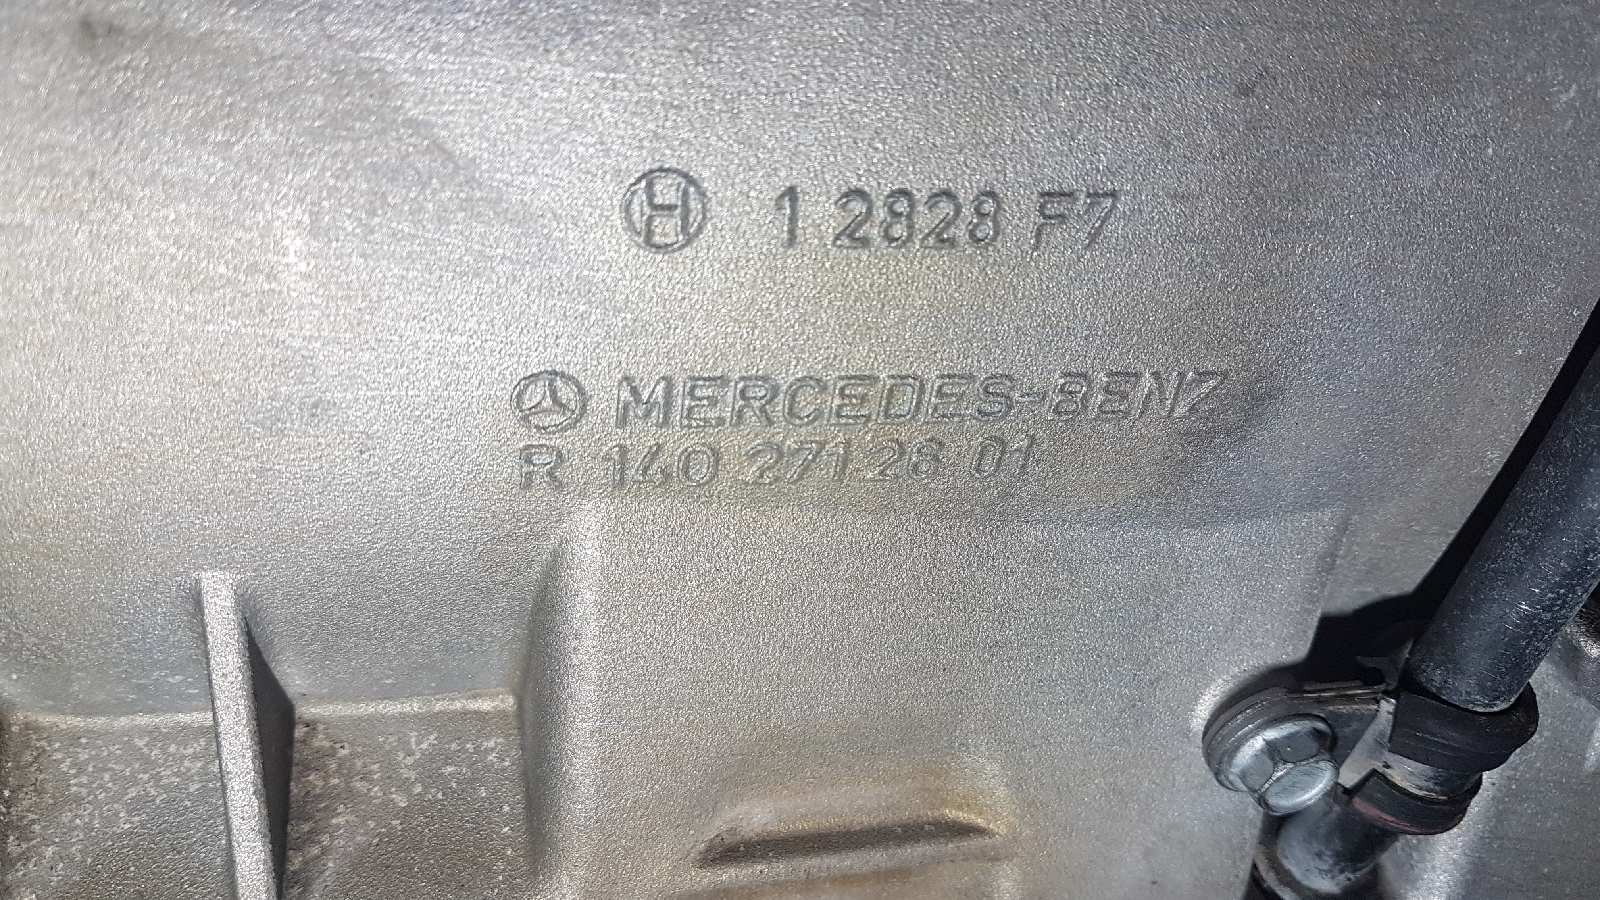 H 1 2828 F7
MERCEDES-BENZ
R 140 271 28 01